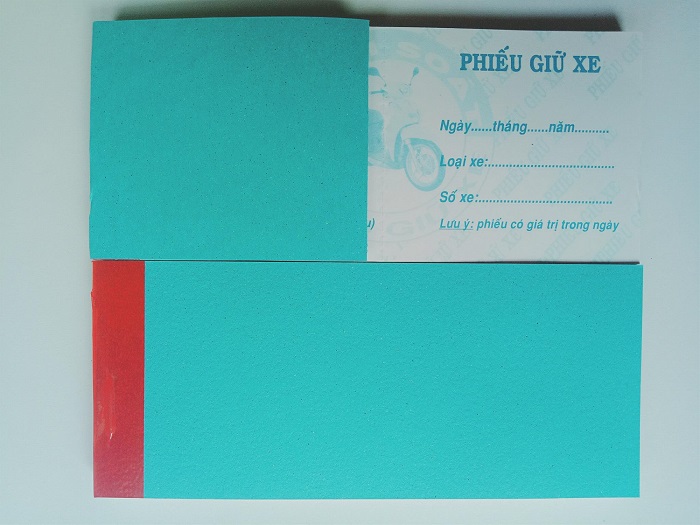 PHIẾU GIỮ XE
Ngày......tháng......năm..........
Loại xe:....................................
Số xe:......................................
Lưu ý: phiếu có giá trị trong ngày